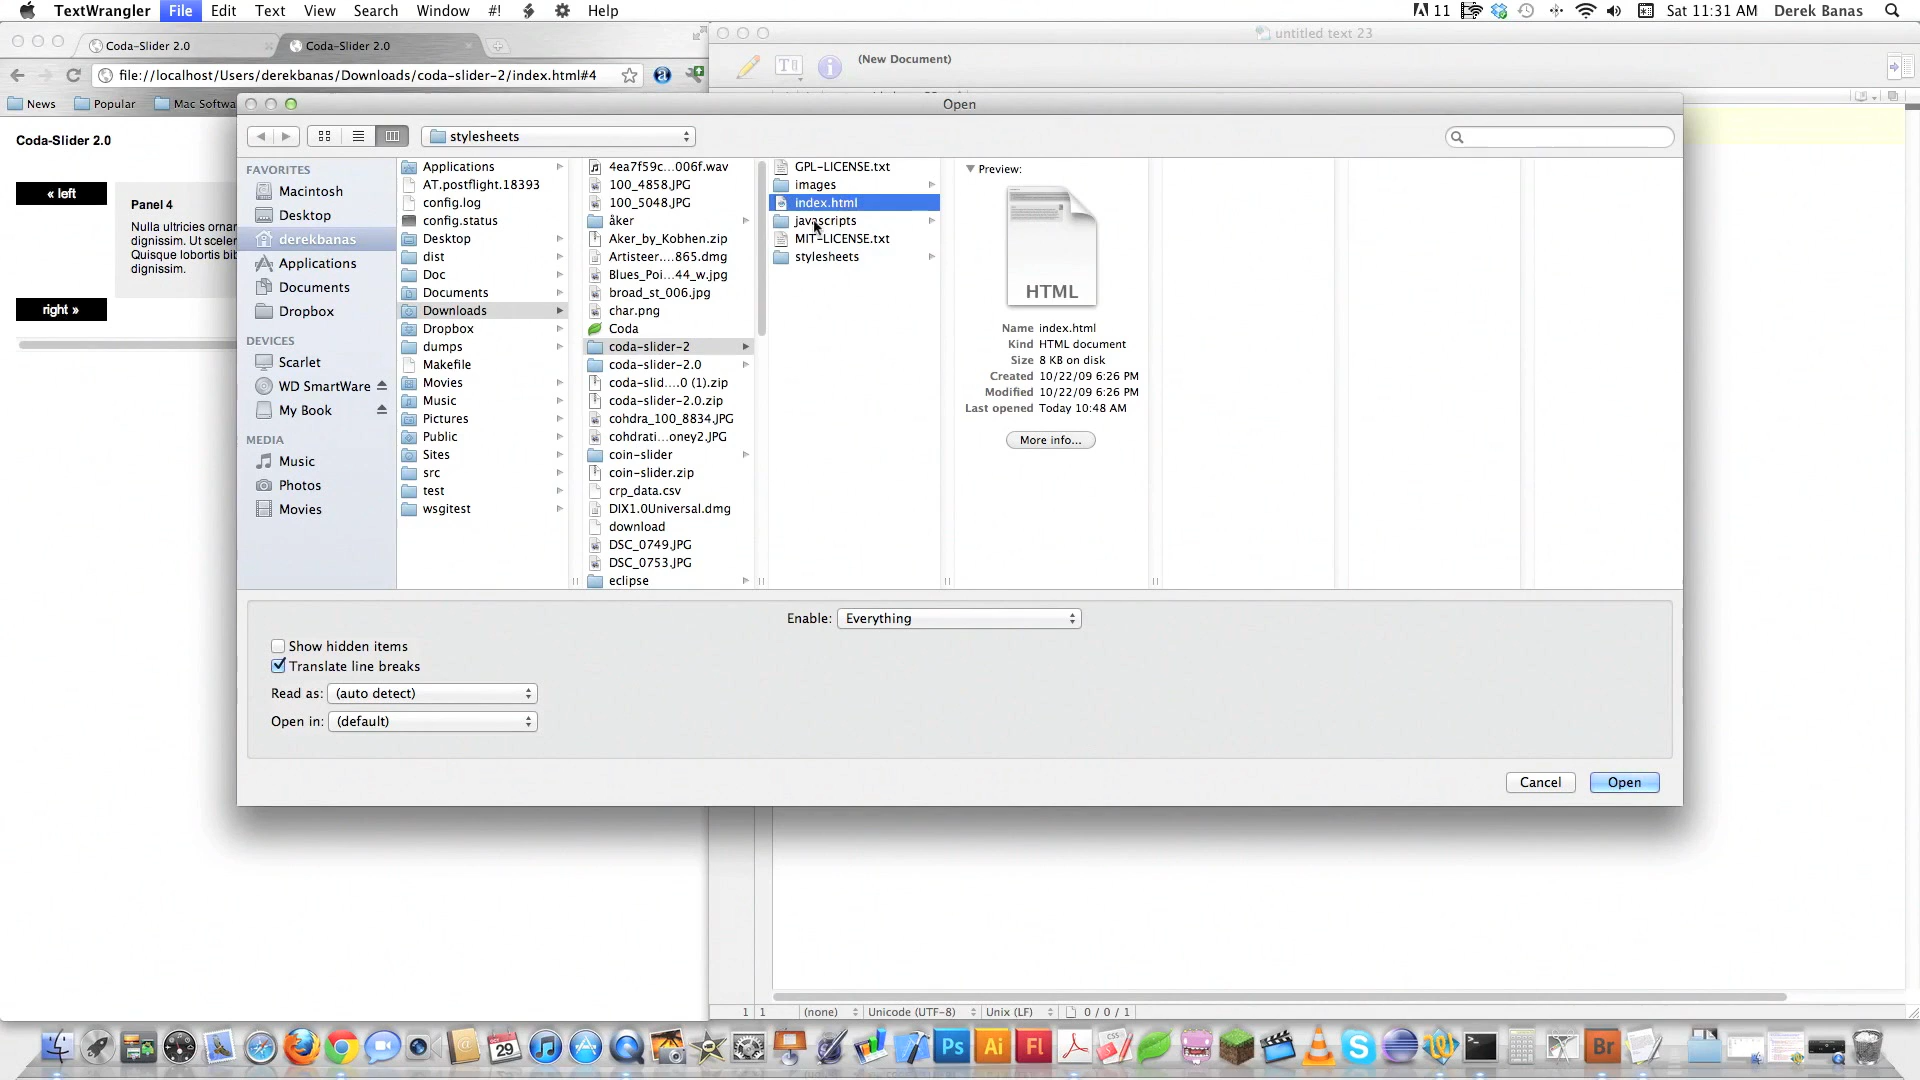 TextWrangler File Edit Text View Search Window #! Help
11 Sat 11:31 AM Derek Banas
Coda-Slider 2.0
Coda-Slider 2.0
untitled text 23
file://localhost/Users/derekbanas/Downloads/coda-slider-2/index.html#4
(New Document)
News Popular Mac Softwa
Coda-Slider 2.0
« left
Panel 4
Nulla ultricies ornar
dignissim. Ut sceler
Quisque lobortis bib
dignissim.
right »
Open
stylesheets
FAVORITES
Macintosh
Desktop
derekbanas
Applications
Documents
Dropbox
DEVICES
Scarlet
WD SmartWare
My Book
MEDIA
Music
Photos
Movies
Applications
AT.postflight.18393
config.log
config.status
Desktop
dist
Doc
Documents
Downloads
Dropbox
dumps
Makefile
Movies
Music
Pictures
Public
Sites
src
test
wsgitest
4ea7f59c...006f.wav
100_4858.JPG
100_5048.JPG
åker
Aker_by_Kobhen.zip
Artisteer....865.dmg
Blues_Poi...44_w.jpg
broad_st_006.jpg
char.png
Coda
coda-slider-2
coda-slider-2.0
coda-slid....0 (1).zip
coda-slider-2.0.zip
cohdra_100_8834.JPG
cohdrati...oney2.JPG
coin-slider
coin-slider.zip
crp_data.csv
DIX1.0Universal.dmg
download
DSC_0749.JPG
DSC_0753.JPG
eclipse
GPL-LICENSE.txt
images
index.html
javascripts
MIT-LICENSE.txt
stylesheets
Preview:
HTML
Name index.html
Kind HTML document
Size 8 KB on disk
Created 10/22/09 6:26 PM
Modified 10/22/09 6:26 PM
Last opened Today 10:48 AM
More info...
Enable: Everything
Show hidden items
Translate line breaks
Read as: (auto detect)
Open in: (default)
Cancel Open
1 1 (none) Unicode (UTF-8) Unix (LF) 0 / 0 / 1
OCT
29
Ps Ai Fl CSS Br